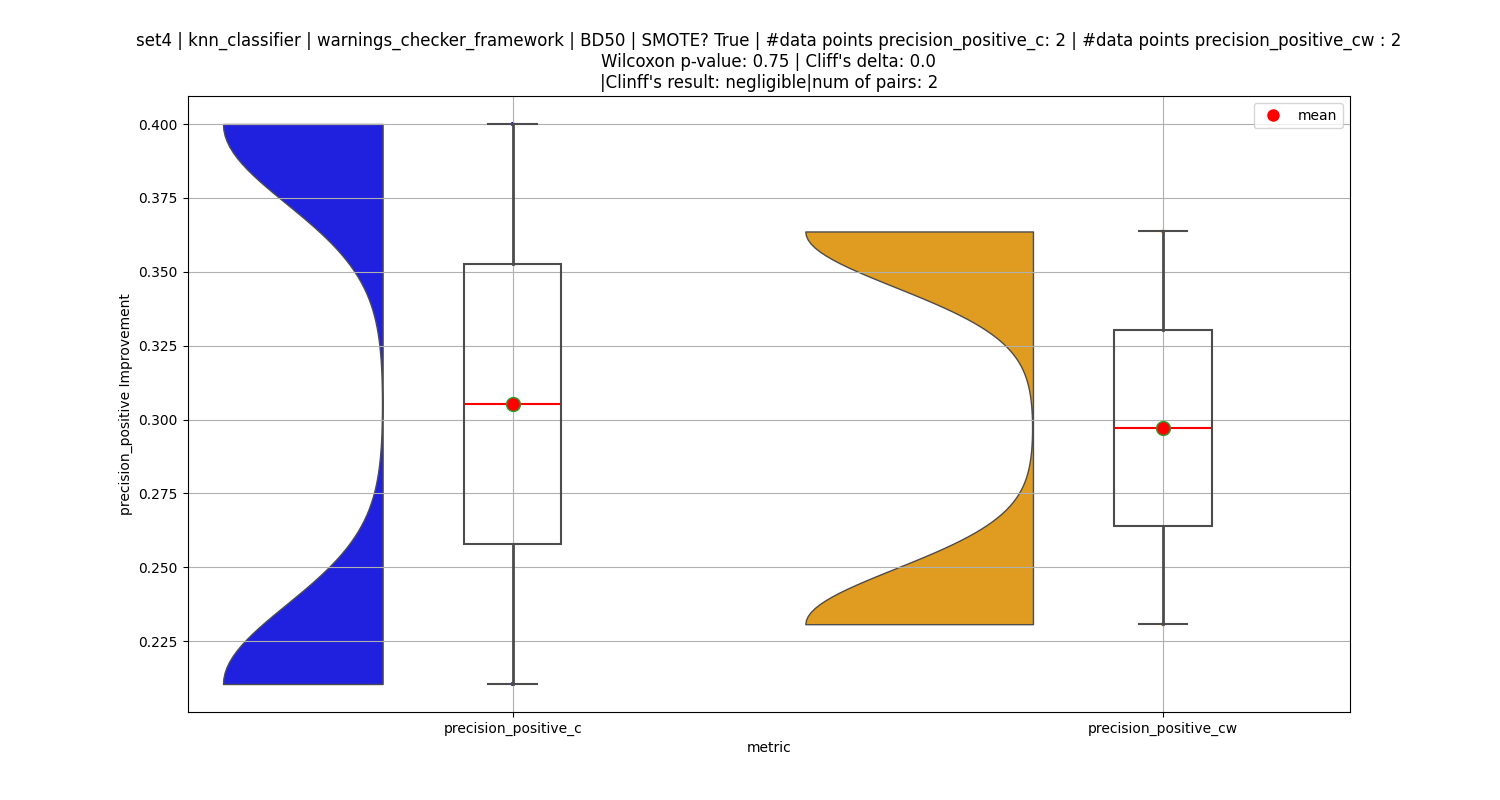 set4 | knn_classifier | warnings_checker_framework | BD50 | SMOTE? True | #data points precision_positive_c: 2 | #data points precision_positive_cw : 2
Wilcoxon p-value: 0.75 | Cliff's delta: 0.0
|Clinff's result: negligible|num of pairs: 2
mean
0.400
0.375
0.350
0.325
0.300
0.275
0.250
0.225
precision_positive Improvement
precision_positive_c
precision_positive_cw
metric